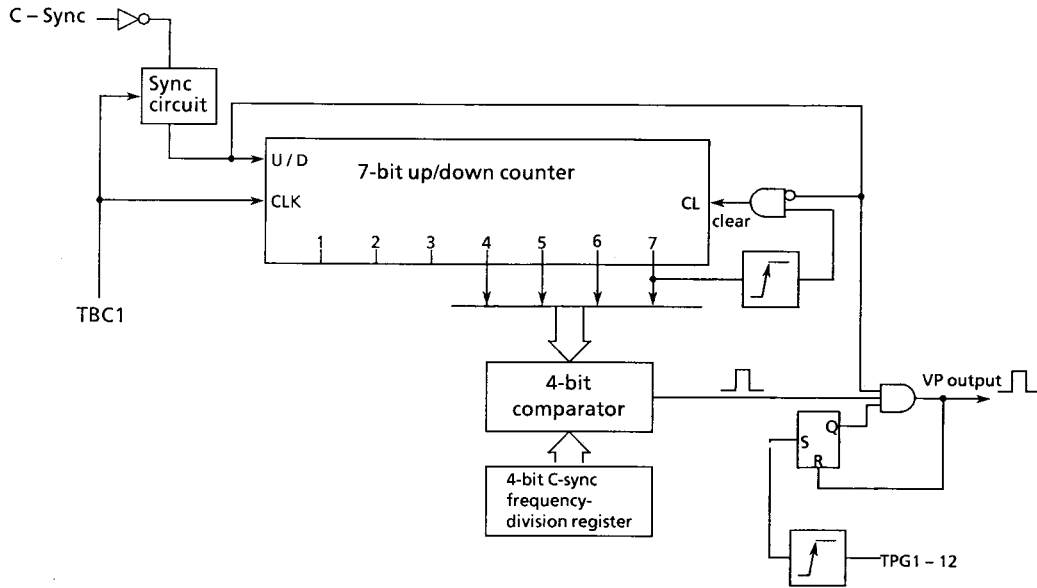 C – Sync
Sync
circuit
U / D
7-bit up/down counter
CLK
CL
clear
1 2 3 4 5 6 7
TBC1
4-bit
comparator
VP output
Q
S
R
4-bit C-sync
frequency-
division register
TPG1 – 12